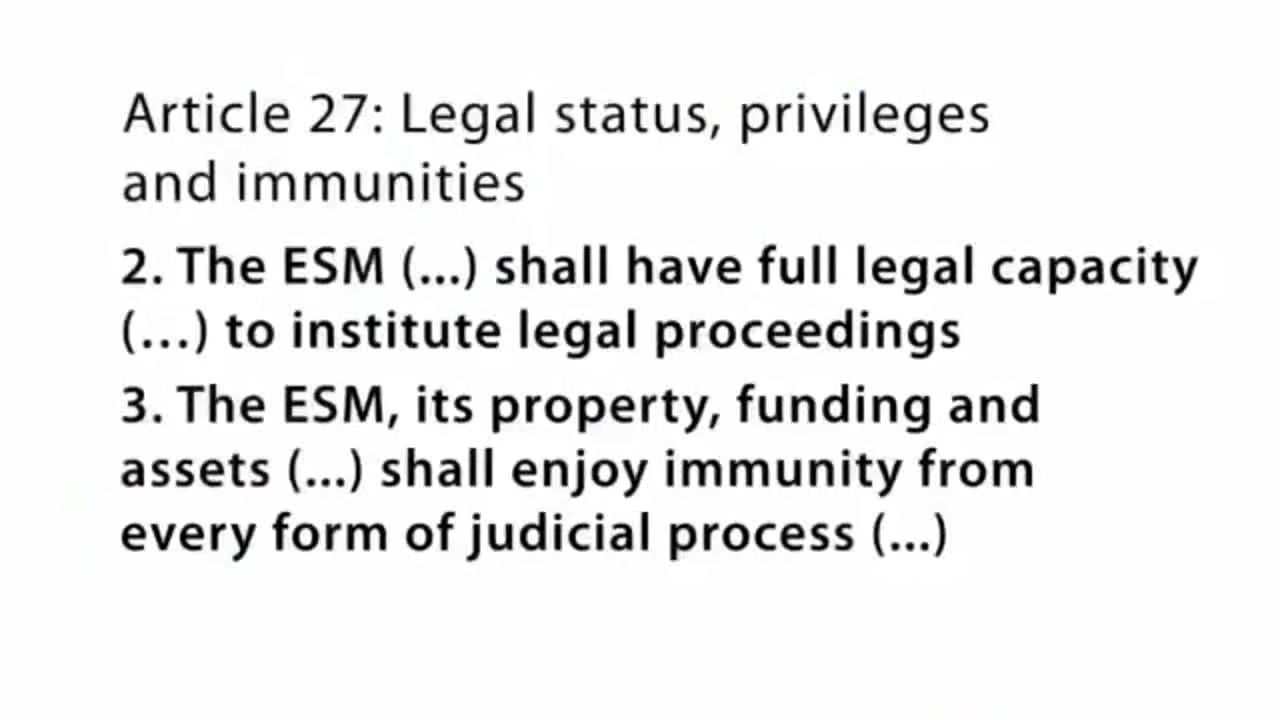 Article 27: Legal status, privileges
and immunities
2. The ESM (...) shall have full legal capacity
(...) to institute legal proceedings
3. The ESM, its property, funding and
assets (...) shall enjoy immunity from
every form of judicial process (...)